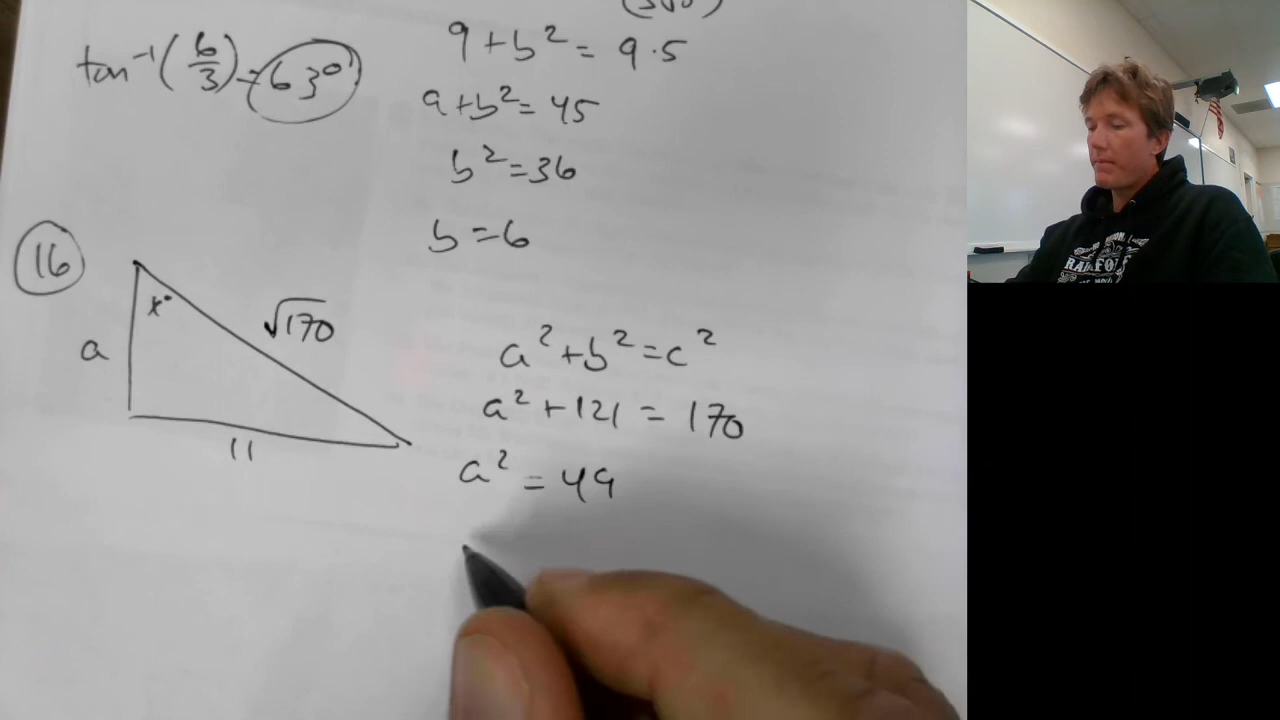 tan⁻¹(6/3) = 63°
9 + b² = 9·5
9 + b² = 45
b² = 36
b = 6
16
x°
√170
a
11
a² + b² = c²
a² + 121 = 170
a² = 49